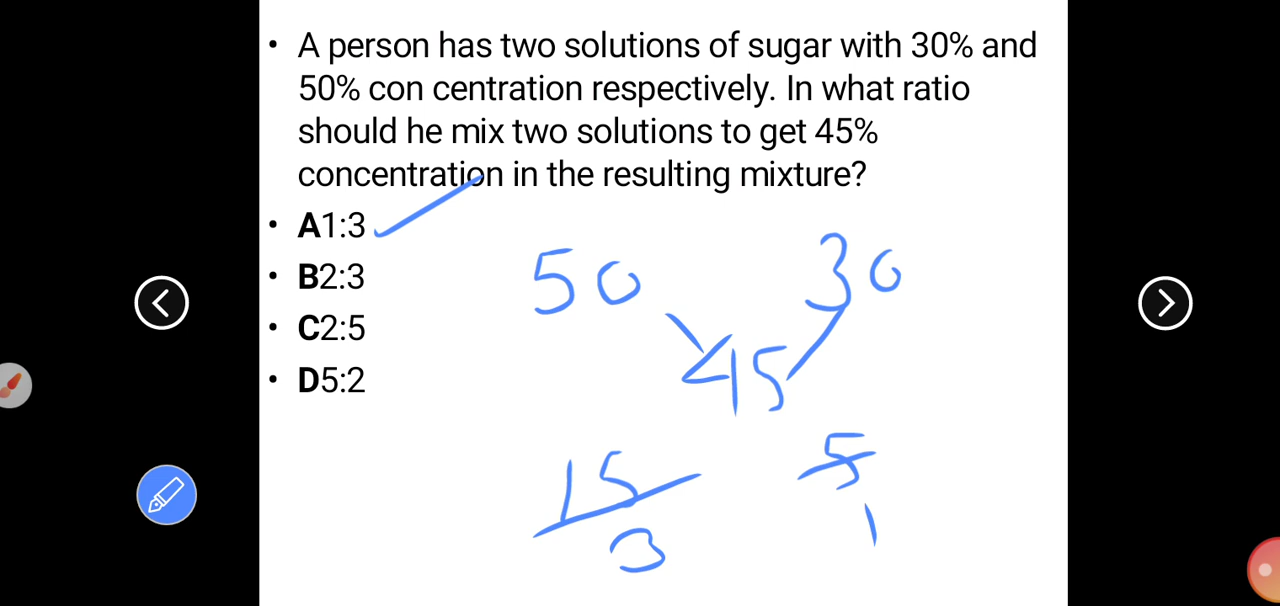 • A person has two solutions of sugar with 30% and
50% con centration respectively. In what ratio
should he mix two solutions to get 45%
concentration in the resulting mixture?
• A1:3
• B2:3
• C2:5
• D5:2
50 30
45
15 5
3 1